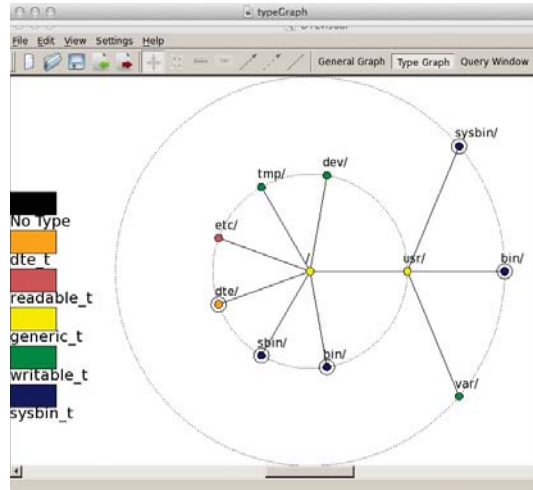 typeGraph
File Edit View Settings Help
General Graph Type Graph Query Window
sysbin/
dev/
tmp/
etc/
/
usr/
bin/
dte/
sbin/
bin/
var/
No Type
dte_t
readable_t
generic_t
writable_t
sysbin_t